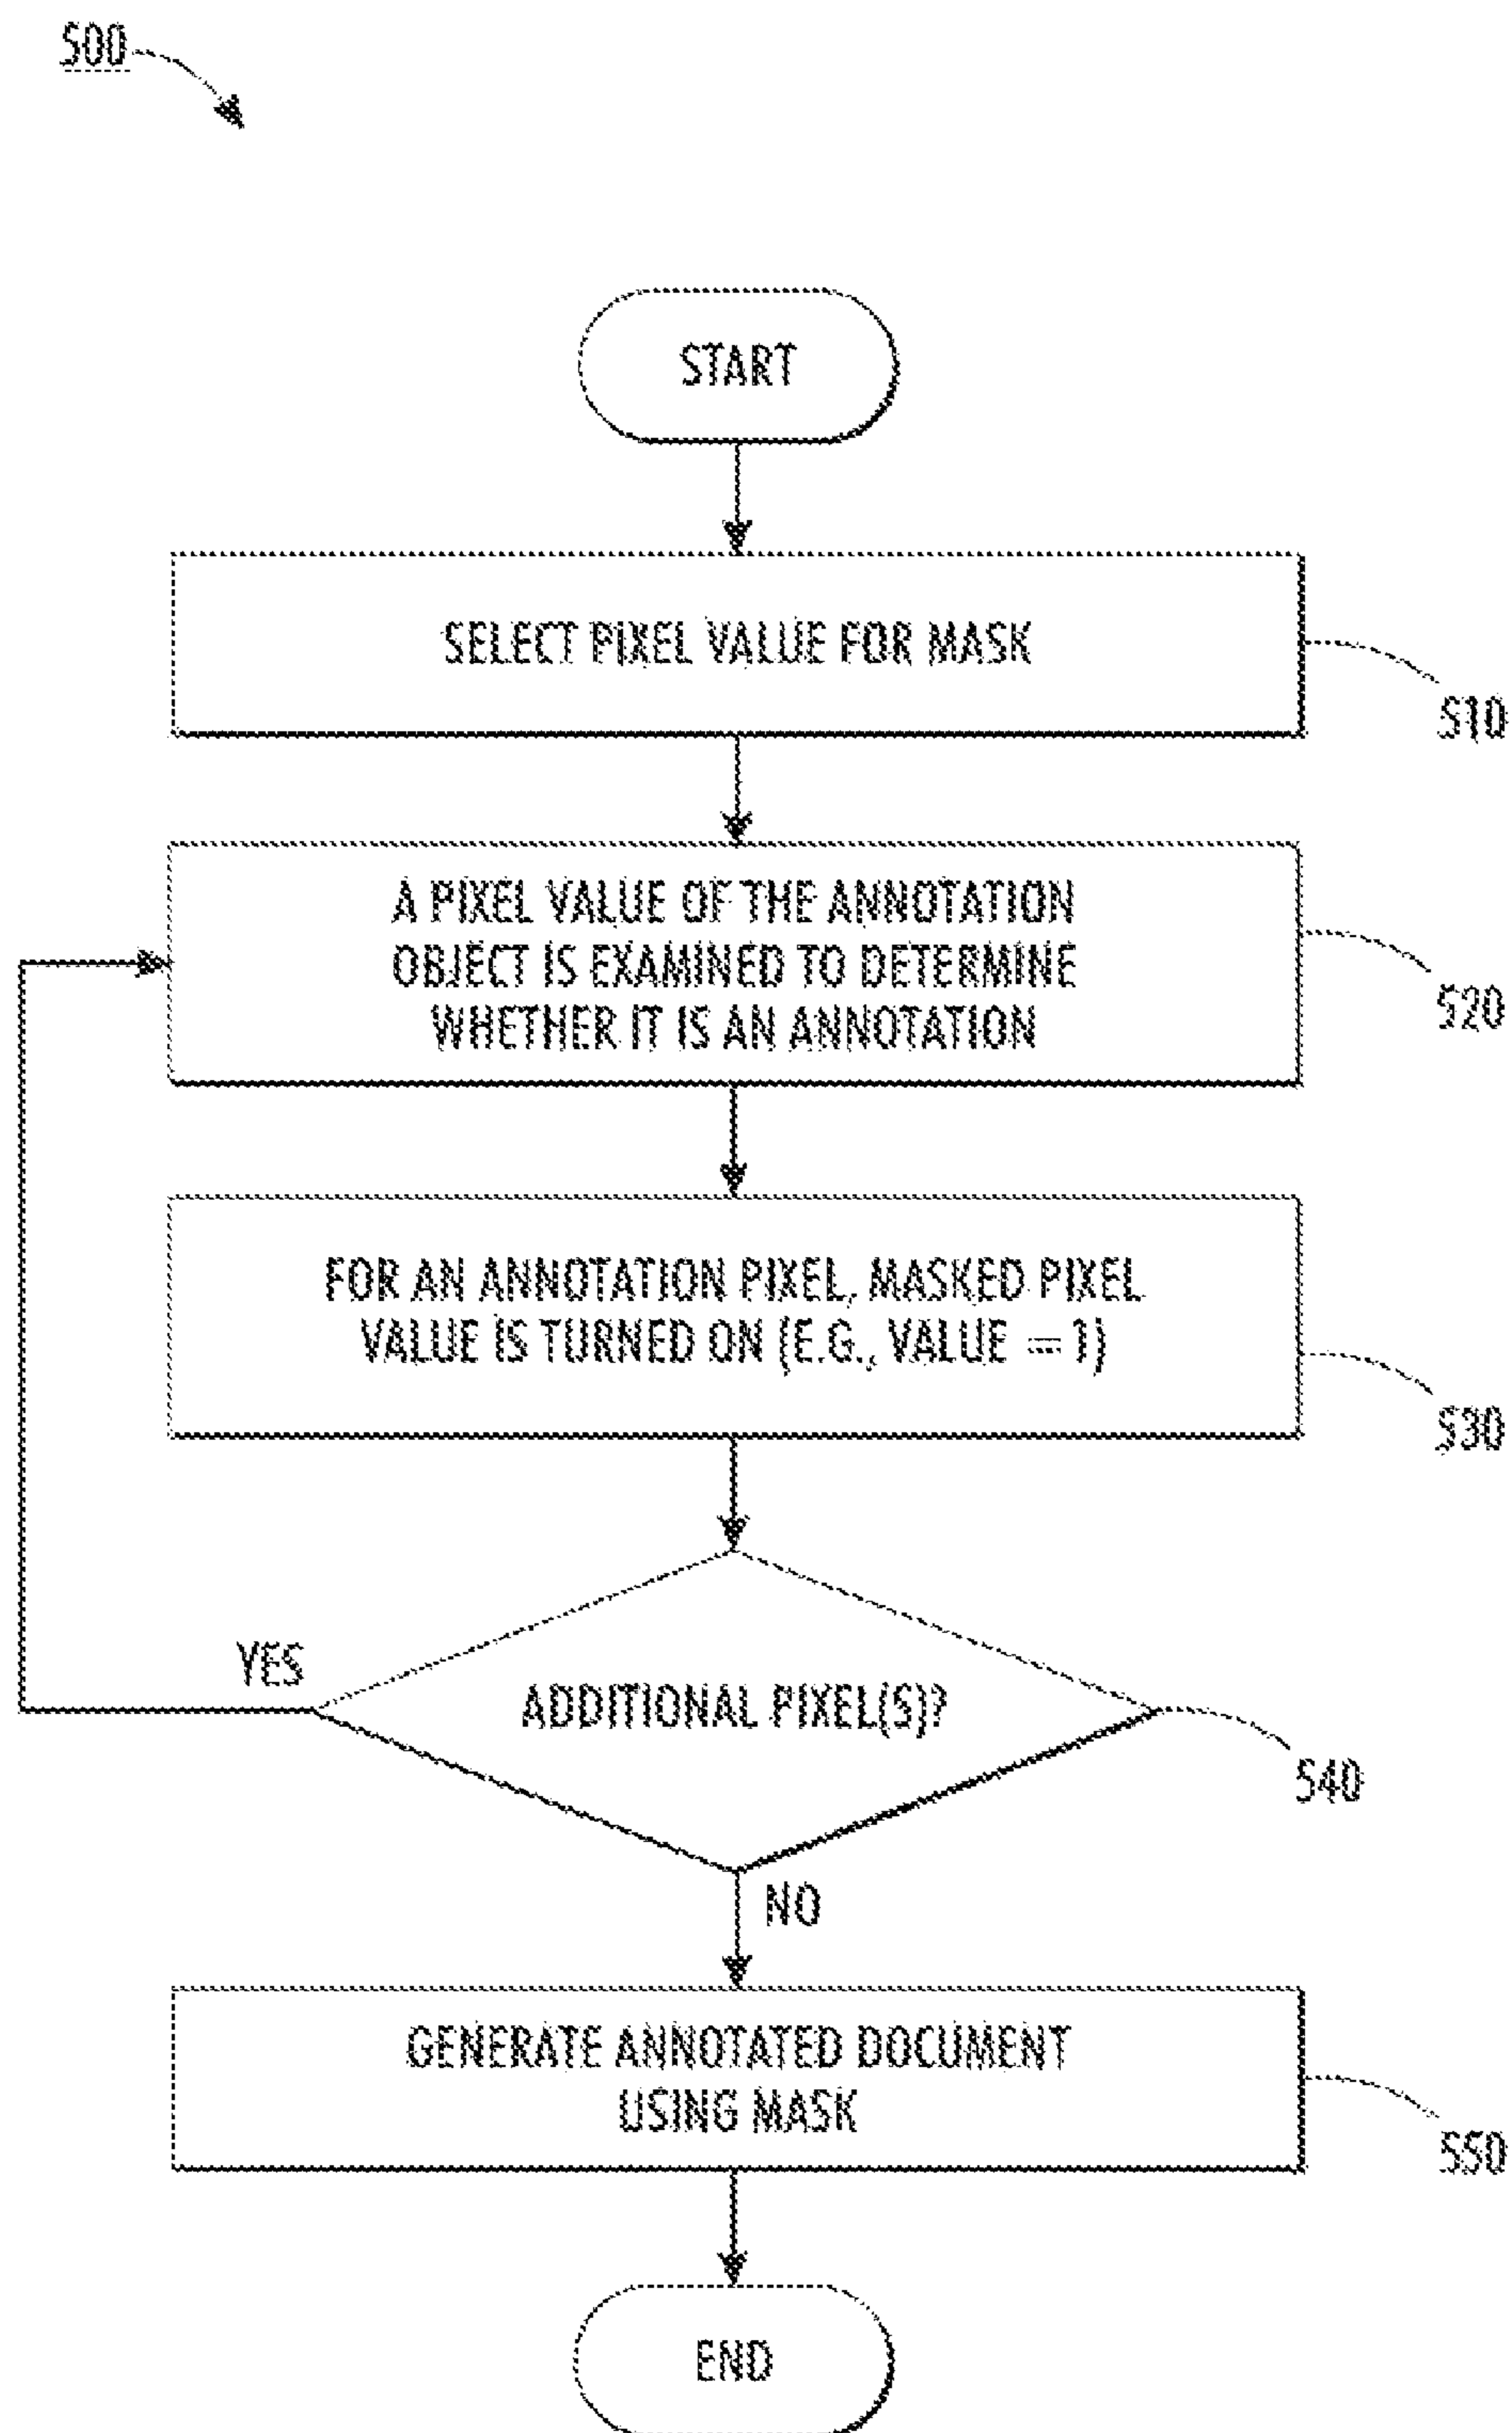 500
START
SELECT PIXEL VALUE FOR MASK
510
A PIXEL VALUE OF THE ANNOTATION
OBJECT IS EXAMINED TO DETERMINE
WHETHER IT IS AN ANNOTATION
520
FOR AN ANNOTATION PIXEL, MASKED PIXEL
VALUE IS TURNED ON (E.G., VALUE = 1)
530
YES
ADDITIONAL PIXEL(S)?
540
NO
GENERATE ANNOTATED DOCUMENT
USING MASK
550
END